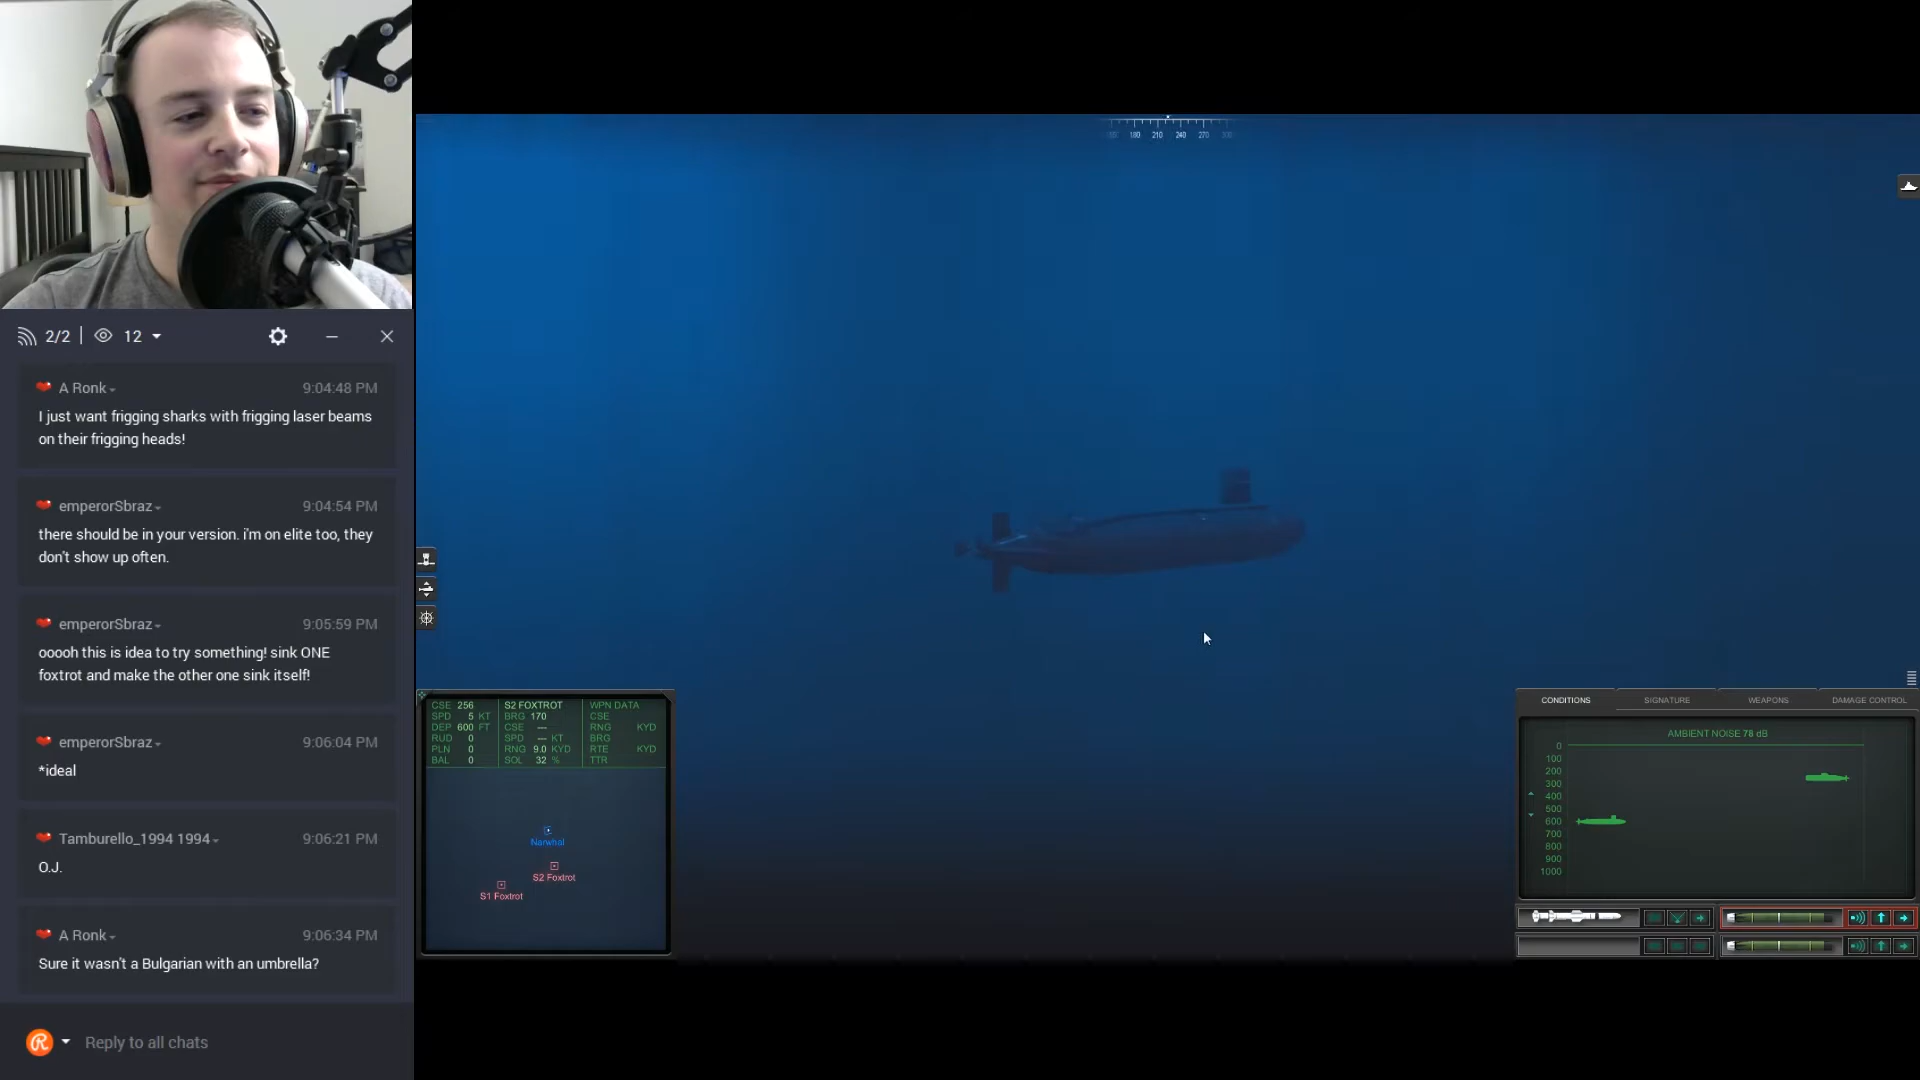 2/2 | 12
A Ronk 9:04:48 PM
I just want frigging sharks with frigging laser beams
on their frigging heads!
emperorSbraz 9:04:54 PM
there should be in your version. i'm on elite too, they
don't show up often.
emperorSbraz 9:05:59 PM
ooooh this is idea to try something! sink ONE
foxtrot and make the other one sink itself!
emperorSbraz 9:06:04 PM
*ideal
Tamburello_1994 1994 9:06:21 PM
O.J.
A Ronk 9:06:34 PM
Sure it wasn't a Bulgarian with an umbrella?
Reply to all chats
180 210 240 270
CSE 256 S2 FOXTROT WPN DATA
SPD 5 KT BRG 170 CSE
DEP 600 FT CSE — RNG KYD
RUD 0 SPD — KT BRG
PLN 0 RNG 9.0 KYD RTE KYD
BAL 0 SOL 32 % TTR
Narwhal
S2 Foxtrot
S1 Foxtrot
CONDITIONS SIGNATURE WEAPONS DAMAGE CONTROL
AMBIENT NOISE 78 dB
0
100
200
300
400
500
600
700
800
900
1000